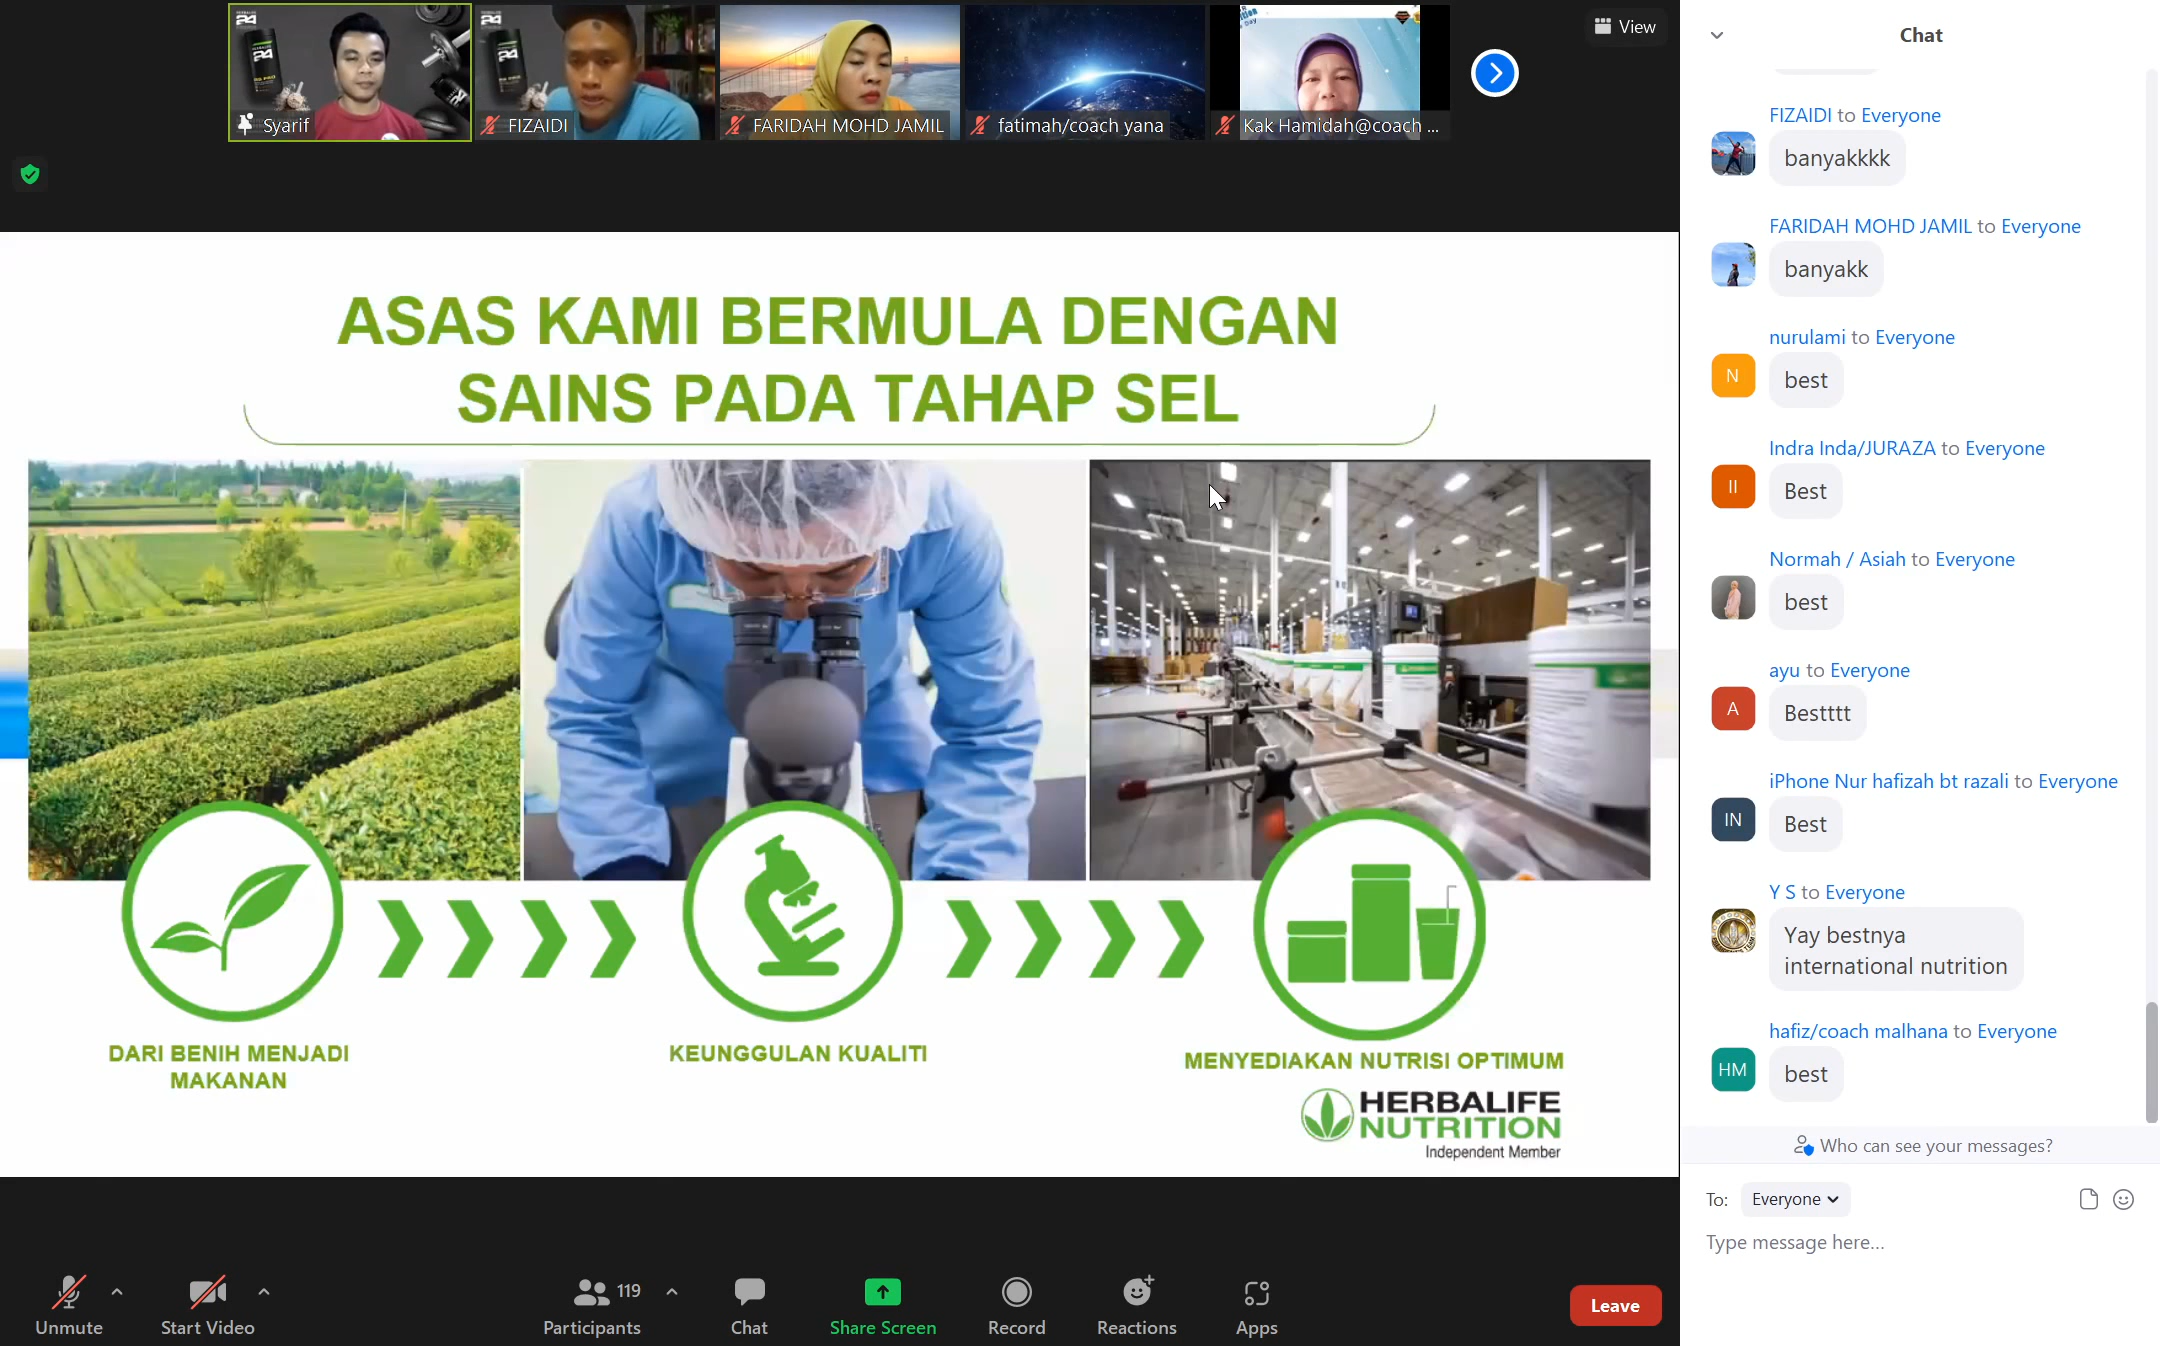 Syarif
FIZAIDI
FARIDAH MOHD JAMIL
fatimah/coach yana
Kak Hamidah@coach ...
View
ASAS KAMI BERMULA DENGAN
SAINS PADA TAHAP SEL
DARI BENIH MENJADI
MAKANAN
KEUNGGULAN KUALITI
MENYEDIAKAN NUTRISI OPTIMUM
HERBALIFE
NUTRITION
Independent Member
Unmute
Start Video
119
Participants
Chat
Share Screen
Record
Reactions
Apps
Leave
Chat
FIZAIDI to Everyone
banyakkkk
FARIDAH MOHD JAMIL to Everyone
banyakk
nurulami to Everyone
N
best
Indra Inda/JURAZA to Everyone
II
Best
Normah / Asiah to Everyone
best
ayu to Everyone
A
Bestttt
iPhone Nur hafizah bt razali to Everyone
IN
Best
Y S to Everyone
Yay bestnya
international nutrition
hafiz/coach malhana to Everyone
HM
best
Who can see your messages?
To: Everyone
Type message here...